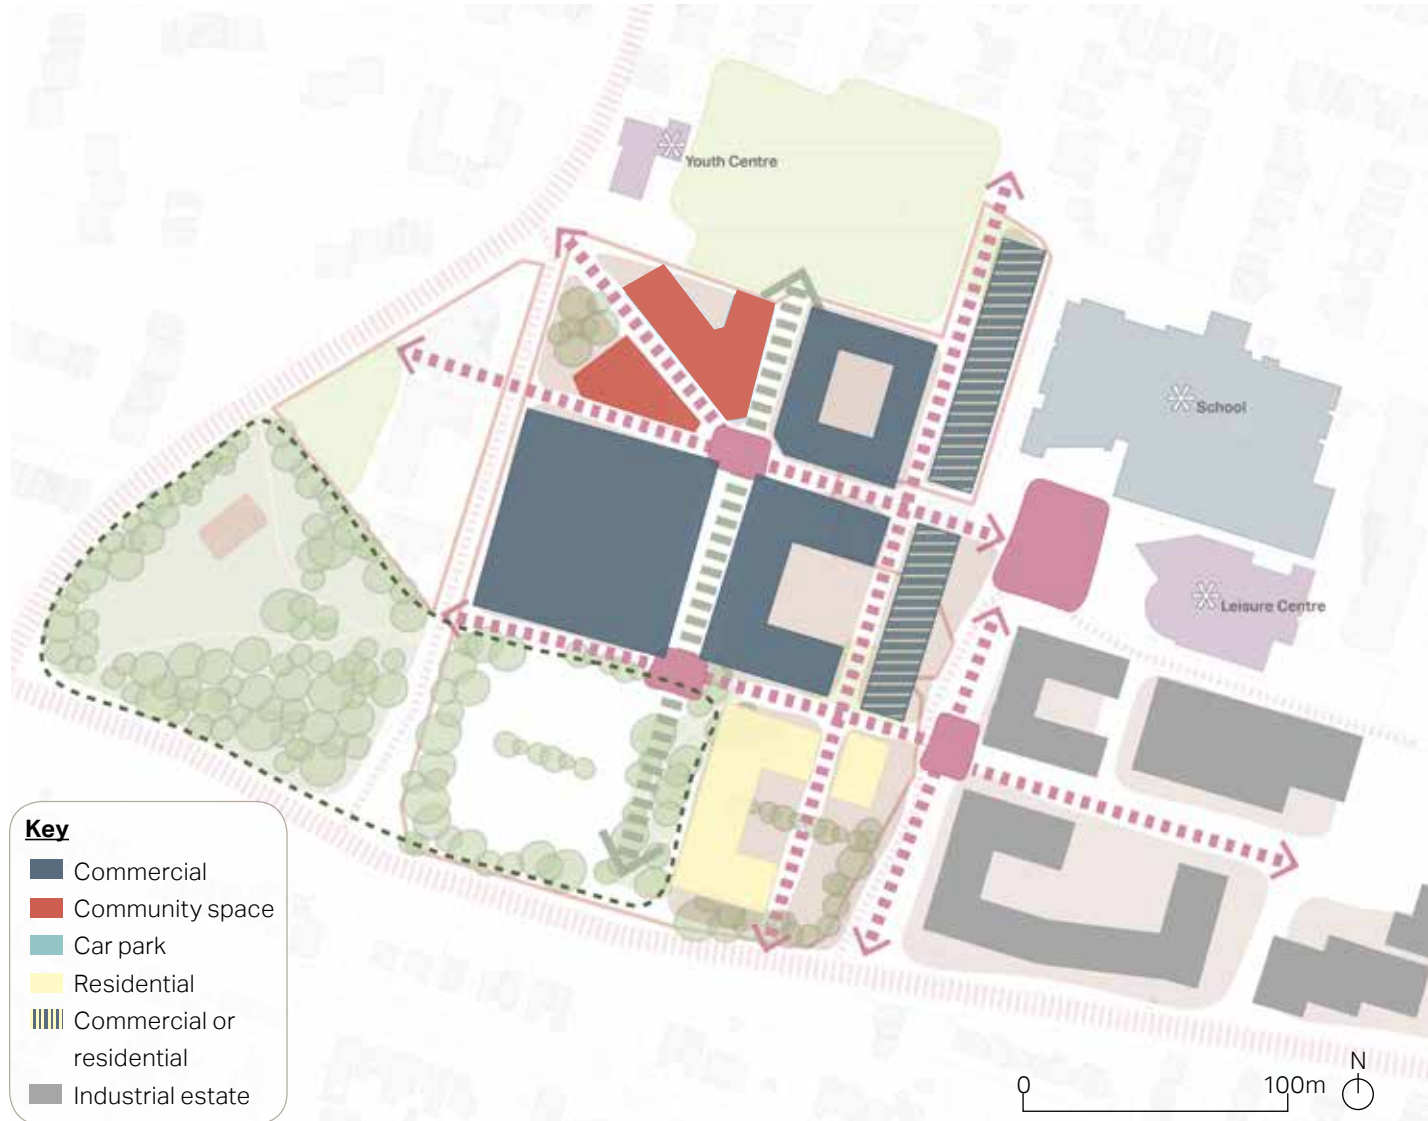 Youth Centre
School
Leisure Centre
Key
Commercial
Community space
Car park
Residential
Commercial or
residential
Industrial estate
N
0 100m